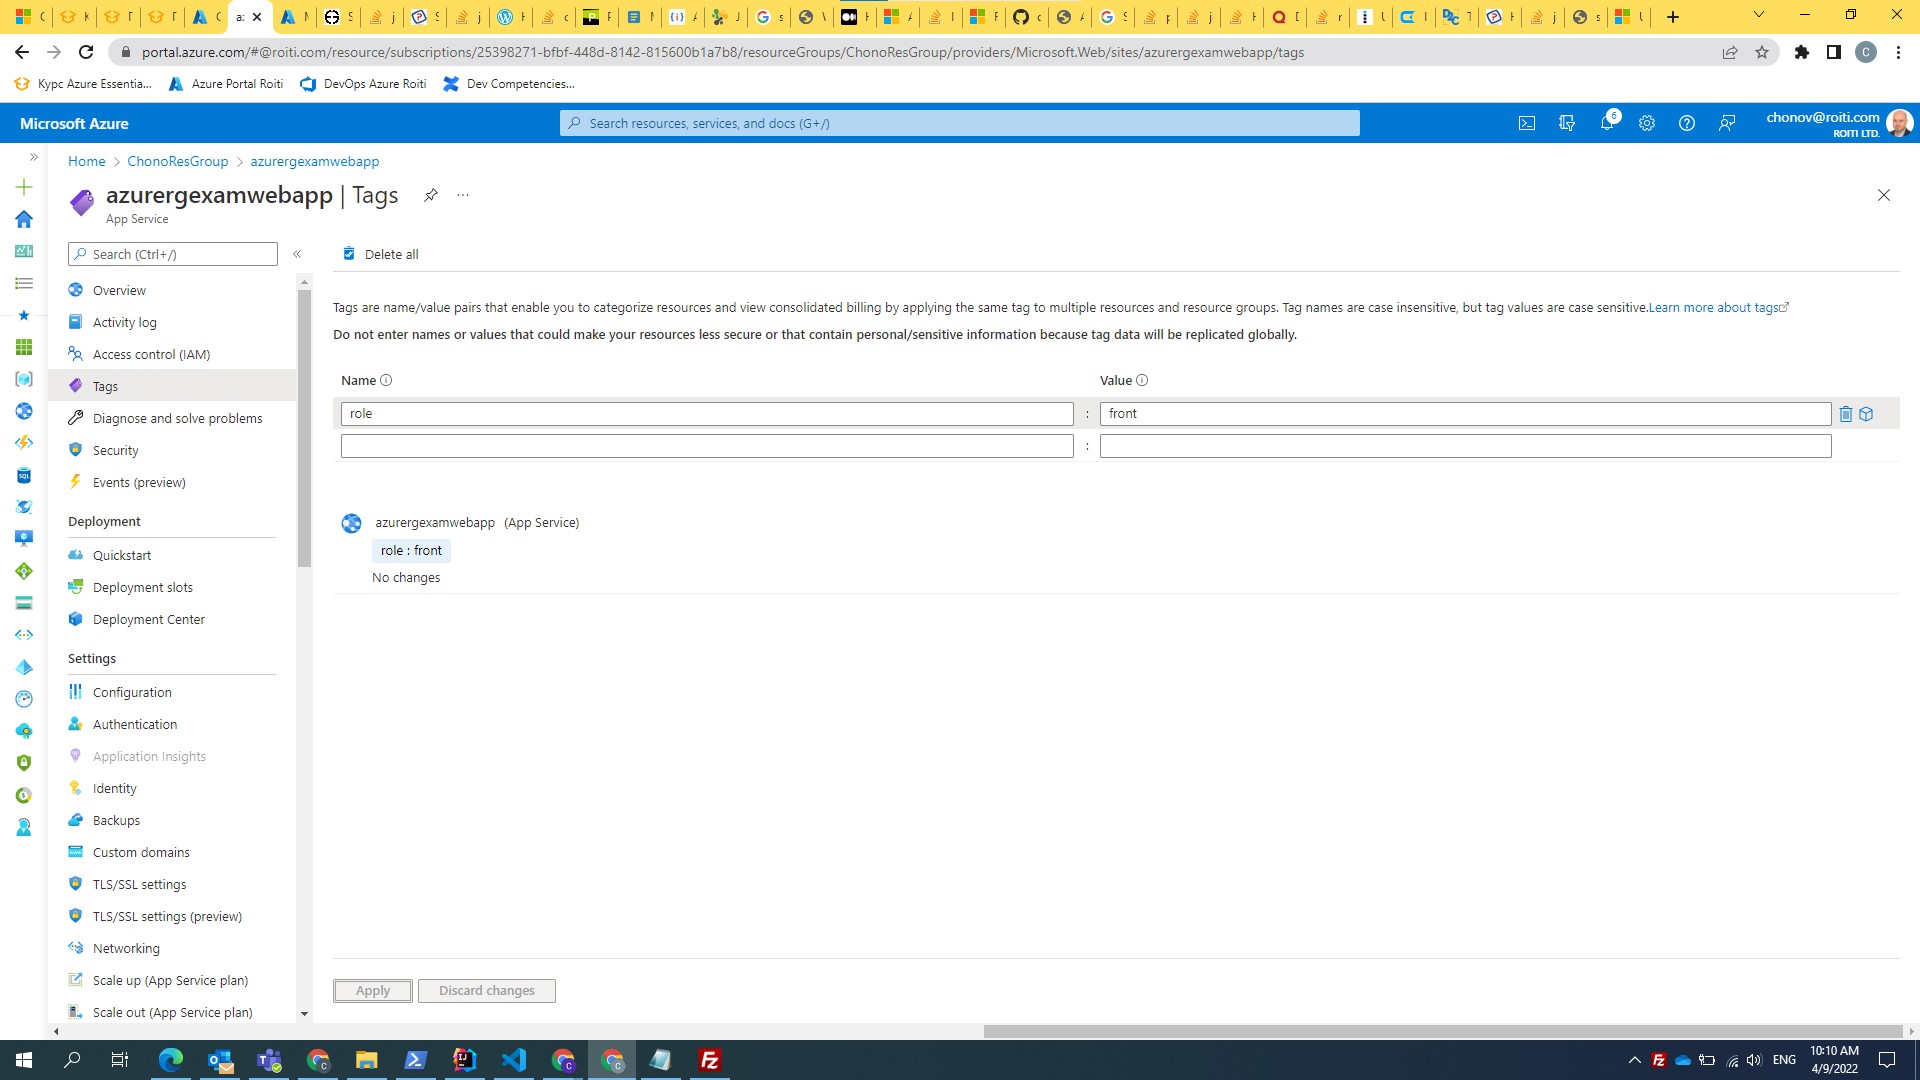 portal.azure.com/#@roiti.com/resource/subscriptions/25398271-bfbf-448d-8142-815600b1a7b8/resourceGroups/ChonoResGroup/providers/Microsoft.Web/sites/azurergexamwebapp/tags
Курс Azure Essentia...
Azure Portal Roiti
DevOps Azure Roiti
Dev Competencies...
Microsoft Azure
Search resources, services, and docs (G+/)
6
chonov@roiti.com
ROITI LTD.
Home > ChonoResGroup > azurergexamwebapp
azurergexamwebapp | Tags
App Service
Search (Ctrl+/)
Delete all
Overview
Activity log
Access control (IAM)
Tags
Diagnose and solve problems
Security
Events (preview)
Deployment
Quickstart
Deployment slots
Deployment Center
Settings
Configuration
Authentication
Application Insights
Identity
Backups
Custom domains
TLS/SSL settings
TLS/SSL settings (preview)
Networking
Scale up (App Service plan)
Scale out (App Service plan)
Tags are name/value pairs that enable you to categorize resources and view consolidated billing by applying the same tag to multiple resources and resource groups. Tag names are case insensitive, but tag values are case sensitive.Learn more about tags
Do not enter names or values that could make your resources less secure or that contain personal/sensitive information because tag data will be replicated globally.
Name
Value
role : front
:
azurergexamwebapp (App Service)
role : front
No changes
Apply
Discard changes
ENG
10:10 AM
4/9/2022